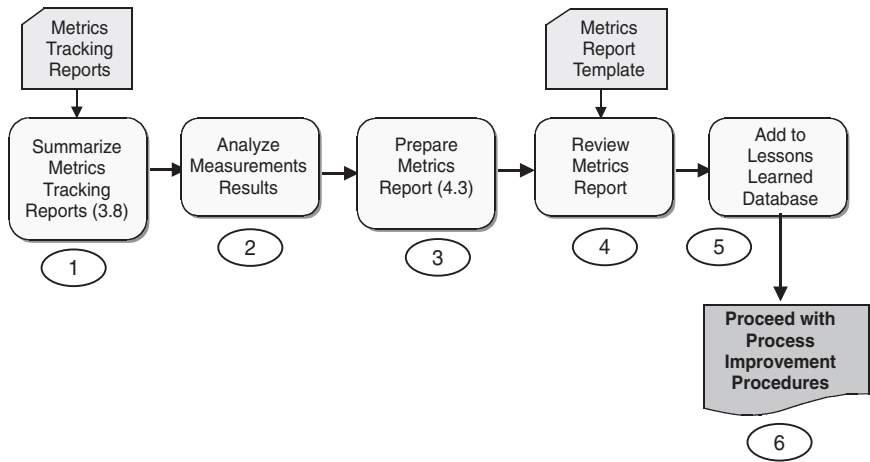 Metrics
Tracking
Reports
Metrics
Report
Template
Summarize
Metrics
Tracking
Reports (3.8)
Analyze
Measurements
Results
Prepare
Metrics
Report (4.3)
Review
Metrics
Report
Add to
Lessons
Learned
Database
1
2
3
4
5
Proceed with
Process
Improvement
Procedures
6